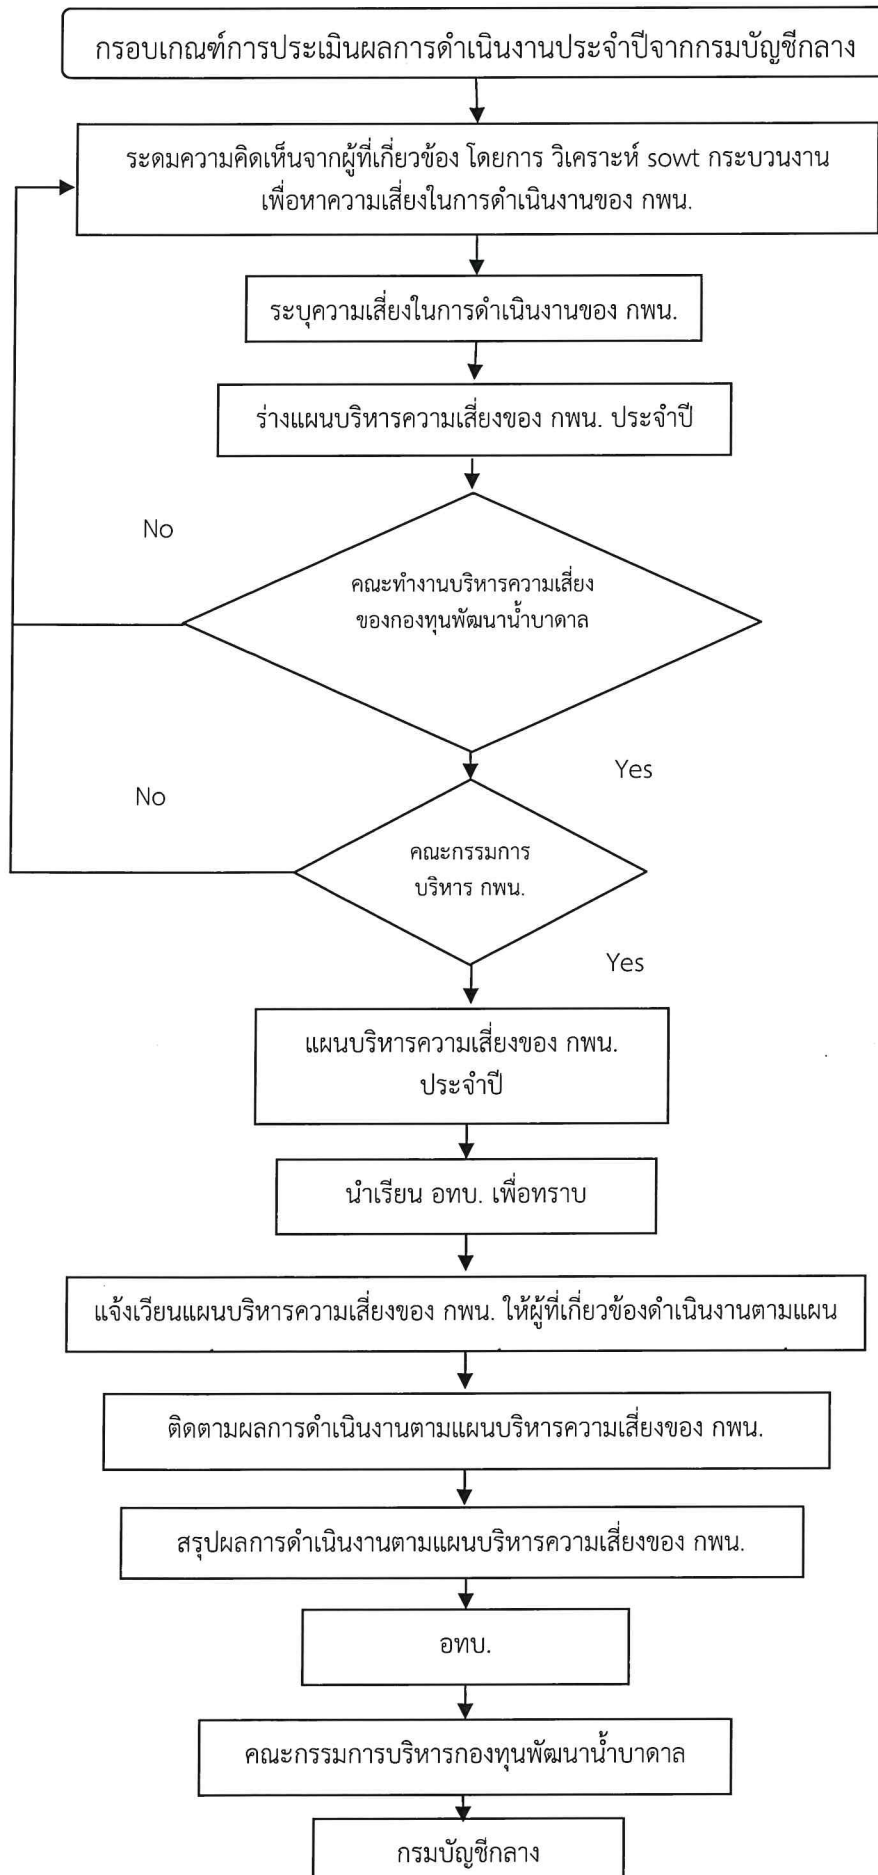 กรอบเกณฑ์การประเมินผลการดำเนินงานประจำปีจากกรมบัญชีกลาง
ระดมความคิดเห็นจากผู้ที่เกี่ยวข้อง โดยการ วิเคราะห์ sowt กระบวนงาน
เพื่อหาความเสี่ยงในการดำเนินงานของ กพน.
ระบุความเสี่ยงในการดำเนินงานของ กพน.
ร่างแผนบริหารความเสี่ยงของ กพน. ประจำปี
No
คณะทำงานบริหารความเสี่ยง
ของกองทุนพัฒนาน้ำบาดาล
Yes
No
คณะกรรมการ
บริหาร กพน.
Yes
แผนบริหารความเสี่ยงของ กพน.
ประจำปี
นำเรียน อทบ. เพื่อทราบ
แจ้งเวียนแผนบริหารความเสี่ยงของ กพน. ให้ผู้ที่เกี่ยวข้องดำเนินงานตามแผน
ติดตามผลการดำเนินงานตามแผนบริหารความเสี่ยงของ กพน.
สรุปผลการดำเนินงานตามแผนบริหารความเสี่ยงของ กพน.
อทบ.
คณะกรรมการบริหารกองทุนพัฒนาน้ำบาดาล
กรมบัญชีกลาง